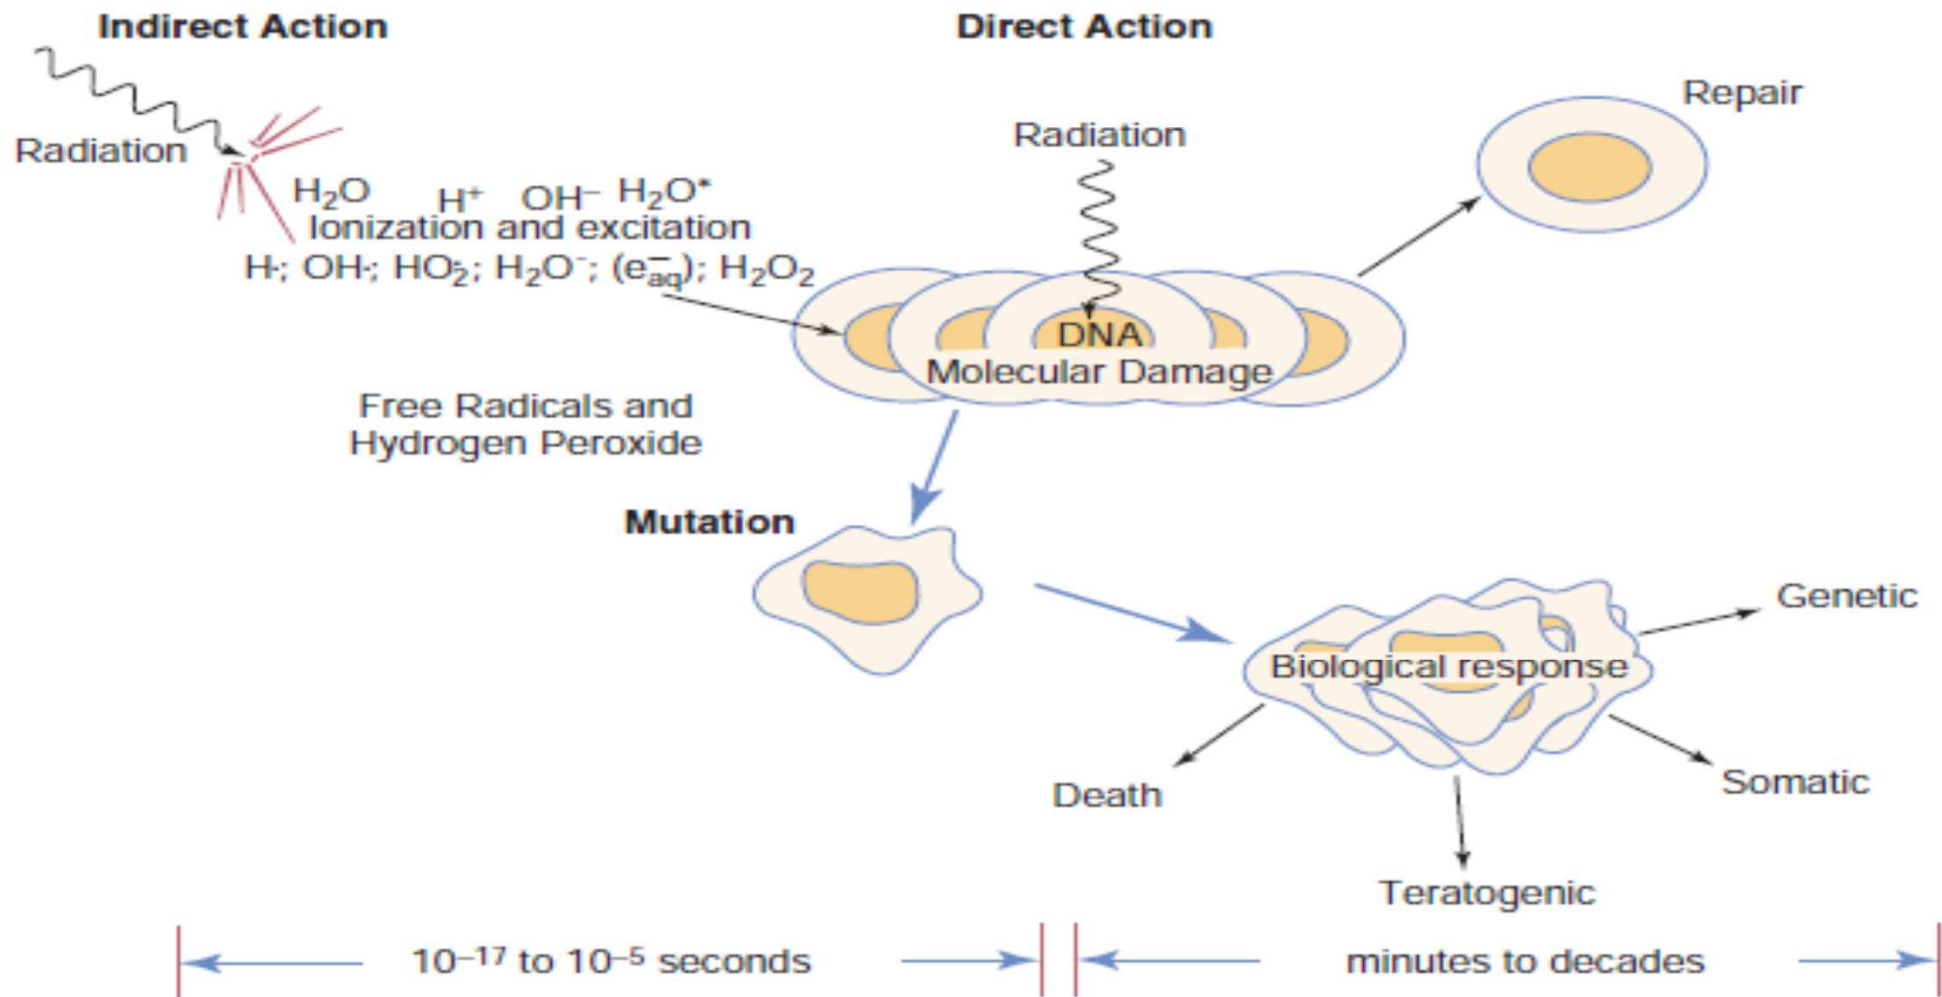 Indirect Action
Direct Action
Radiation
Radiation
Repair
H₂O H⁺ OH⁻ H₂O*
Ionization and excitation
H·; OH·; HO₂·; H₂O⁻; (e⁻aq); H₂O₂
DNA
Molecular Damage
Free Radicals and
Hydrogen Peroxide
Mutation
Biological response
Genetic
Somatic
Death
Teratogenic
10⁻¹⁷ to 10⁻⁵ seconds
minutes to decades